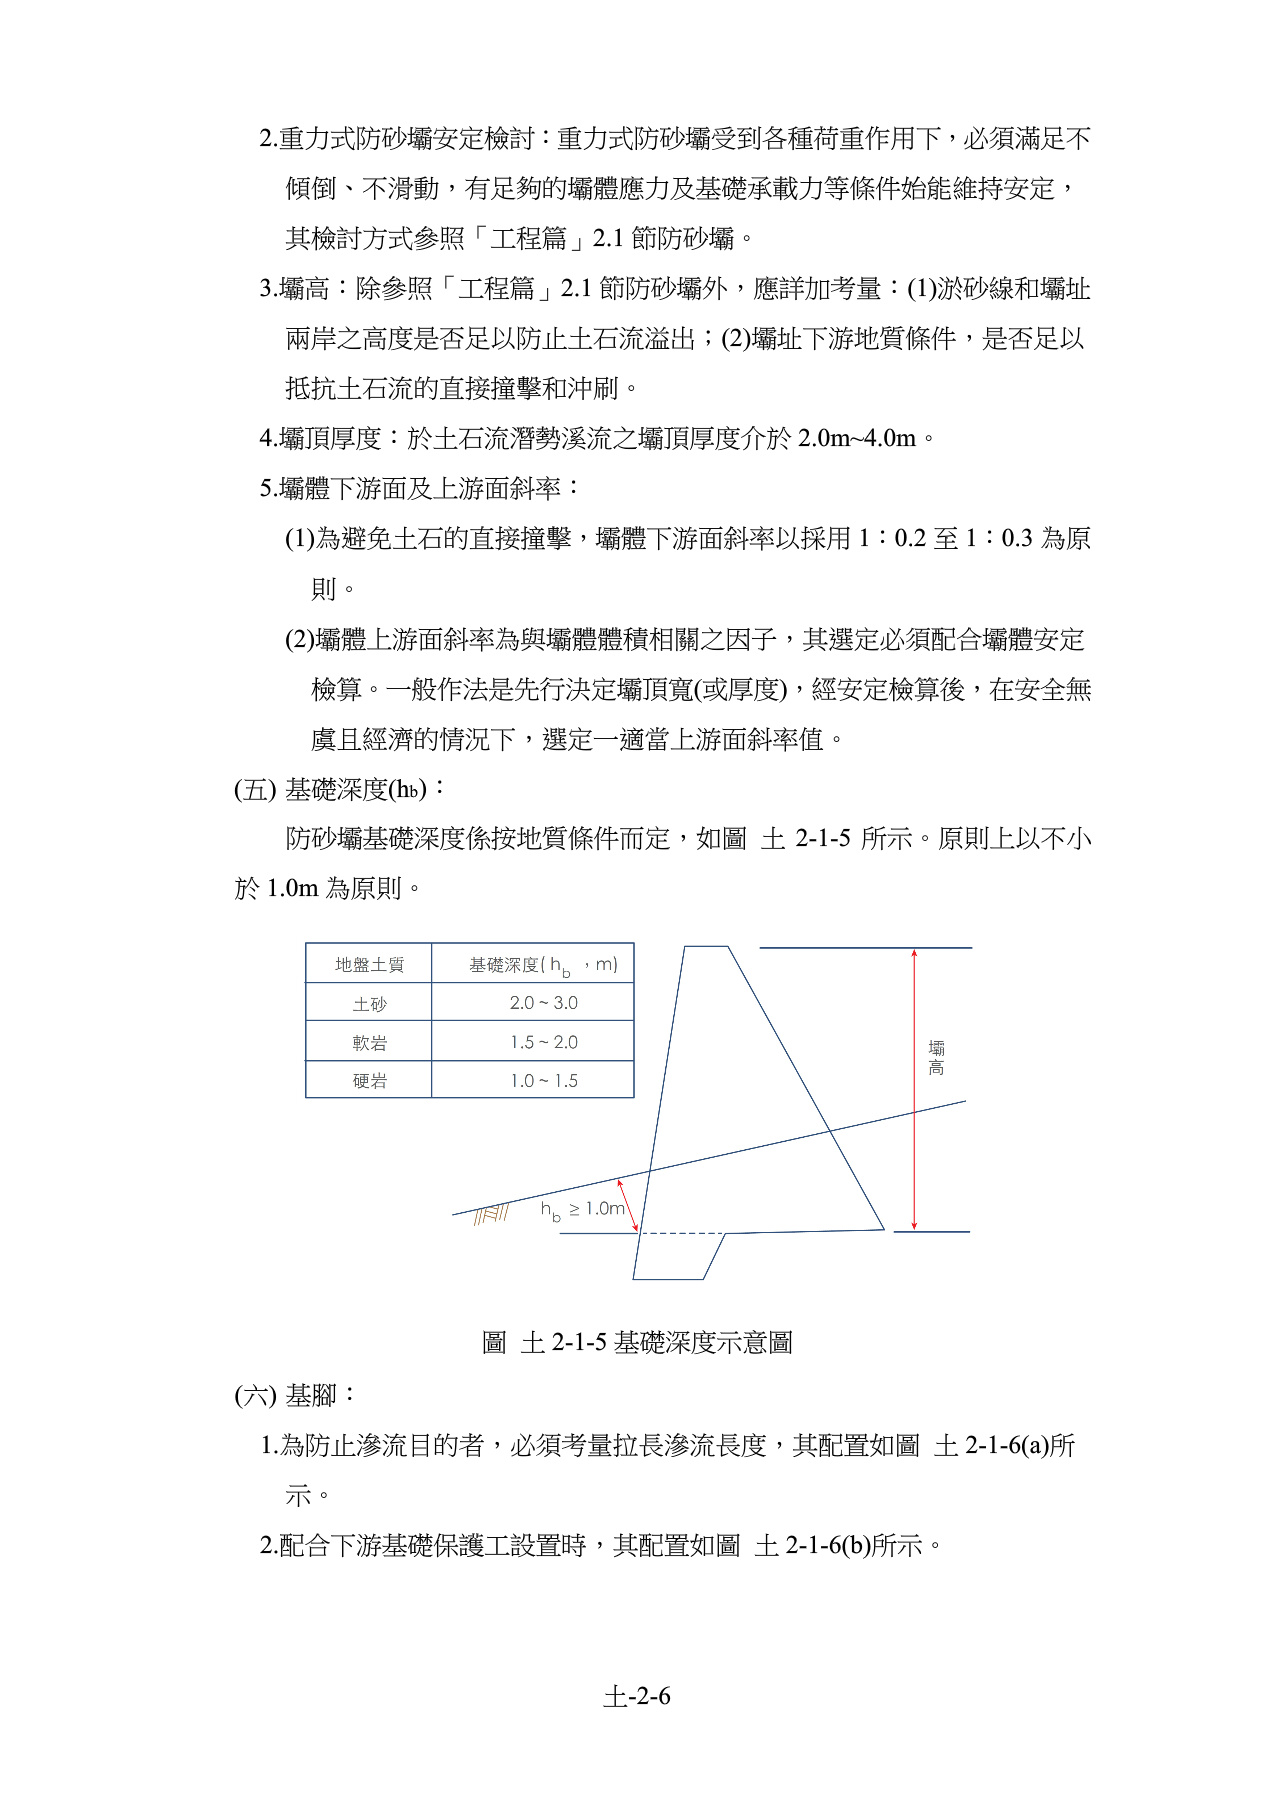 2.重力式防砂壩安定檢討：重力式防砂壩受到各種荷重作用下，必須滿足不
傾倒、不滑動，有足夠的壩體應力及基礎承載力等條件始能維持安定，
其檢討方式參照「工程篇」2.1 節防砂壩。
3.壩高：除參照「工程篇」2.1 節防砂壩外，應詳加考量：(1)淤砂線和壩址
兩岸之高度是否足以防止土石流溢出；(2)壩址下游地質條件，是否足以
抵抗土石流的直接撞擊和沖刷。
4.壩頂厚度：於土石流潛勢溪流之壩頂厚度介於 2.0m~4.0m。
5.壩體下游面及上游面斜率：
(1)為避免土石的直接撞擊，壩體下游面斜率以採用 1：0.2 至 1：0.3 為原
則。
(2)壩體上游面斜率為與壩體體積相關之因子，其選定必須配合壩體安定
檢算。一般作法是先行決定壩頂寬(或厚度)，經安定檢算後，在安全無
虞且經濟的情況下，選定一適當上游面斜率值。
(五) 基礎深度(hb)：
防砂壩基礎深度係按地質條件而定，如圖 土 2-1-5 所示。原則上以不小
於 1.0m 為原則。
地盤土質 基礎深度( hb ，m)
土砂 2.0 ~ 3.0
軟岩 1.5 ~ 2.0
硬岩 1.0 ~ 1.5
壩
高
hb ≥ 1.0m
圖 土 2-1-5 基礎深度示意圖
(六) 基腳：
1.為防止滲流目的者，必須考量拉長滲流長度，其配置如圖 土 2-1-6(a)所
示。
2.配合下游基礎保護工設置時，其配置如圖 土 2-1-6(b)所示。
土-2-6